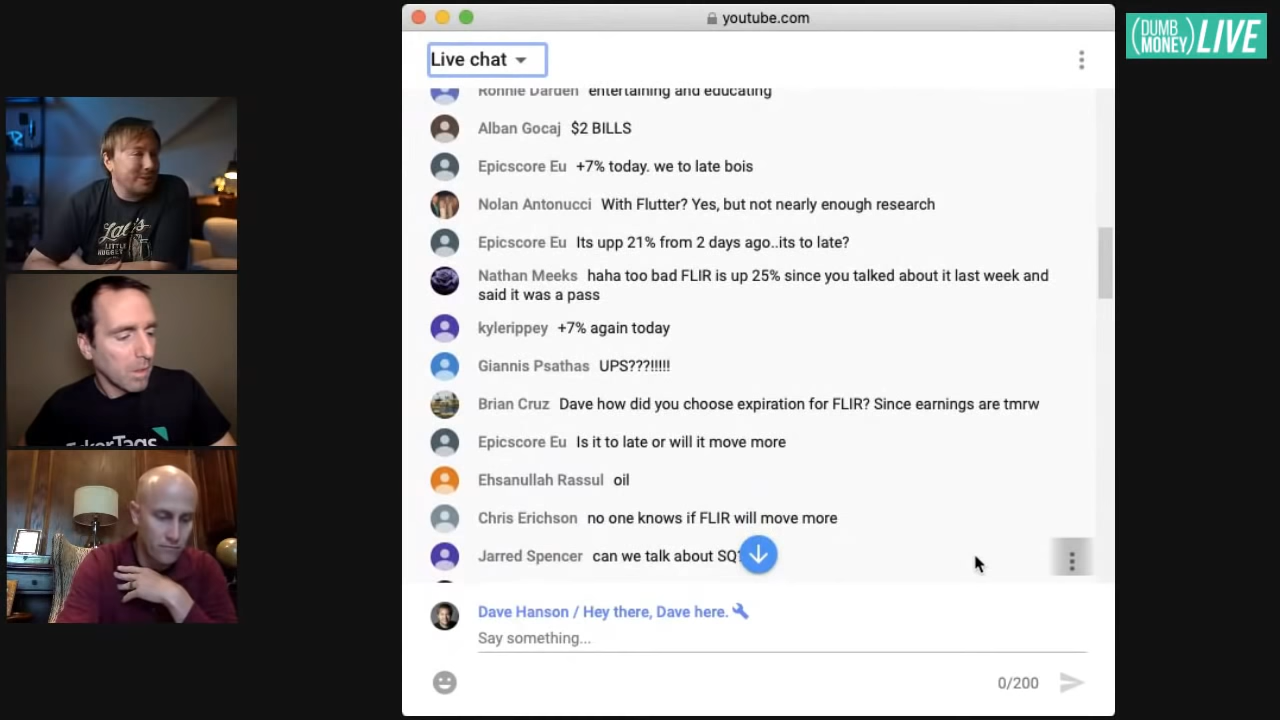 youtube.com
(DUMB MONEY) LIVE
Live chat
Ronnie Darden entertaining and educating
Alban Gocaj $2 BILLS
Epicscore Eu +7% today. we to late bois
Nolan Antonucci With Flutter? Yes, but not nearly enough research
Epicscore Eu Its upp 21% from 2 days ago..its to late?
Nathan Meeks haha too bad FLIR is up 25% since you talked about it last week and
said it was a pass
kylerippey +7% again today
Giannis Psathas UPS???!!!!!
Brian Cruz Dave how did you choose expiration for FLIR? Since earnings are tmrw
Epicscore Eu Is it to late or will it move more
Ehsanullah Rassul oil
Chris Erichson no one knows if FLIR will move more
Jarred Spencer can we talk about SQ?
Dave Hanson / Hey there, Dave here.
Say something...
0/200
LITTLE
NUGGET